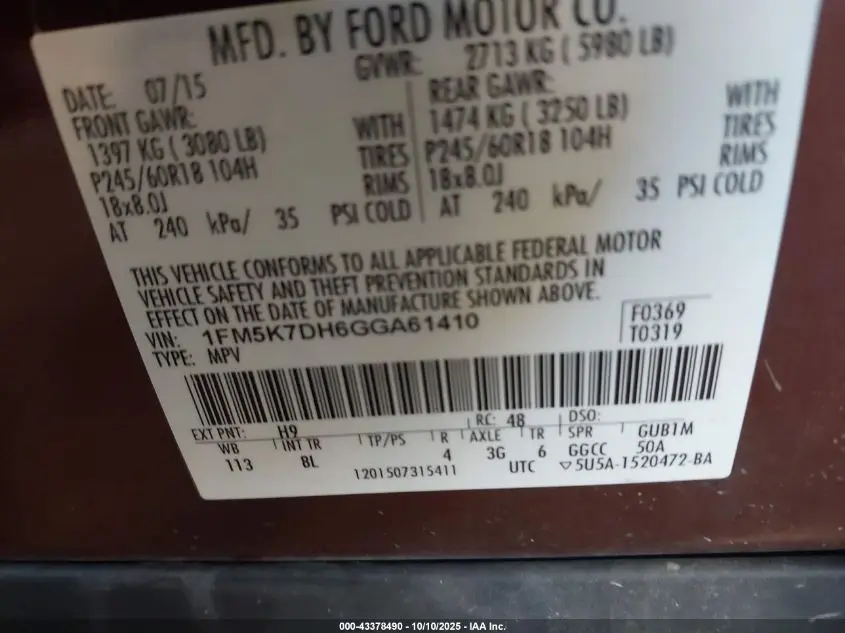 MFD. BY FORD MOTOR CO.
DATE: 07/15 GVWR: 2713 KG ( 5980 LB)
FRONT GAWR: REAR GAWR:
1397 KG ( 3080 LB) WITH 1474 KG ( 3250 LB) WITH
P245/60R18 104H TIRES P245/60R18 104H TIRES
18x8.0J RIMS 18x8.0J RIMS
AT 240 kPa/ 35 PSI COLD AT 240 kPa/ 35 PSI COLD
THIS VEHICLE CONFORMS TO ALL APPLICABLE FEDERAL MOTOR
VEHICLE SAFETY AND THEFT PREVENTION STANDARDS IN
EFFECT ON THE DATE OF MANUFACTURE SHOWN ABOVE.
VIN: 1FM5K7DH6GGA61410 F0369
TYPE: MPV T0319
EXT PNT: H9 RC: 48 DSO:
WB INT TR TP/PS R AXLE TR SPR GUB1M
113 8L 4 3G 6 GGCC 50A
1201507315411 UTC ▽5U5A-1520472-BA
000-43378490 - 10/10/2025 - IAA Inc.